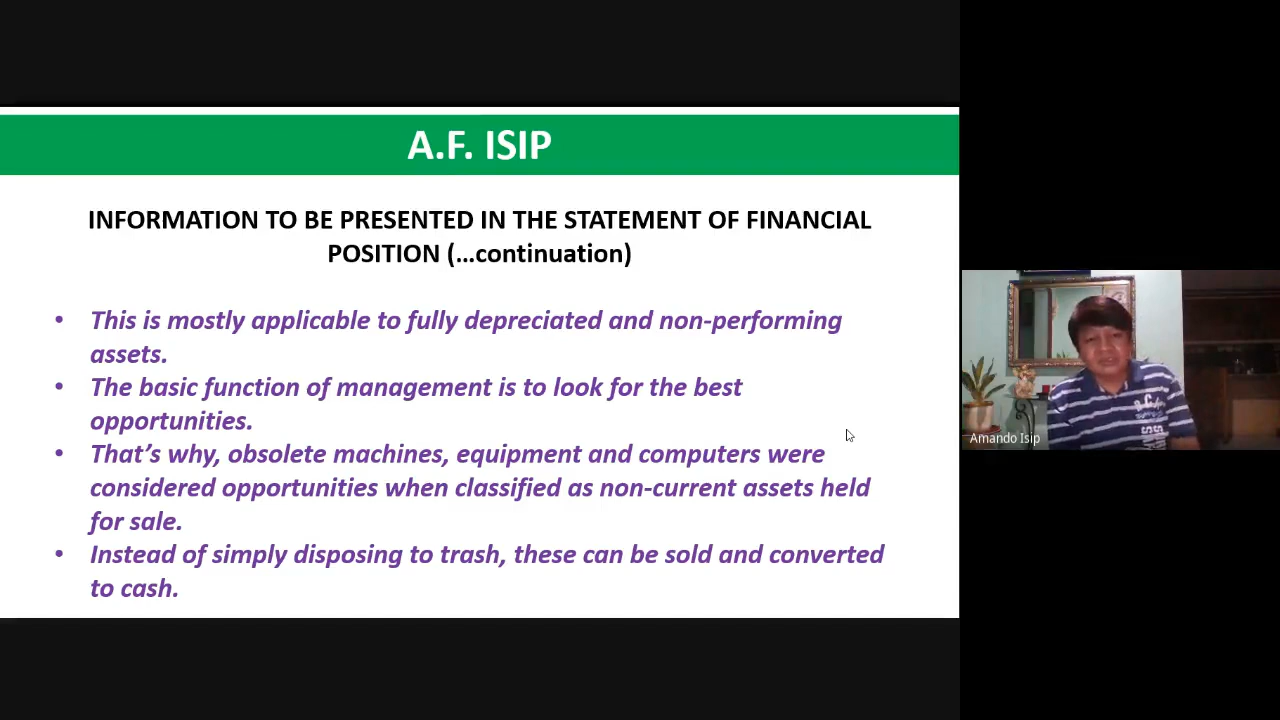 A.F. ISIP
INFORMATION TO BE PRESENTED IN THE STATEMENT OF FINANCIAL
POSITION (...continuation)
• This is mostly applicable to fully depreciated and non-performing
assets.
• The basic function of management is to look for the best
opportunities.
• That's why, obsolete machines, equipment and computers were
considered opportunities when classified as non-current assets held
for sale.
• Instead of simply disposing to trash, these can be sold and converted
to cash.
Amando Isip